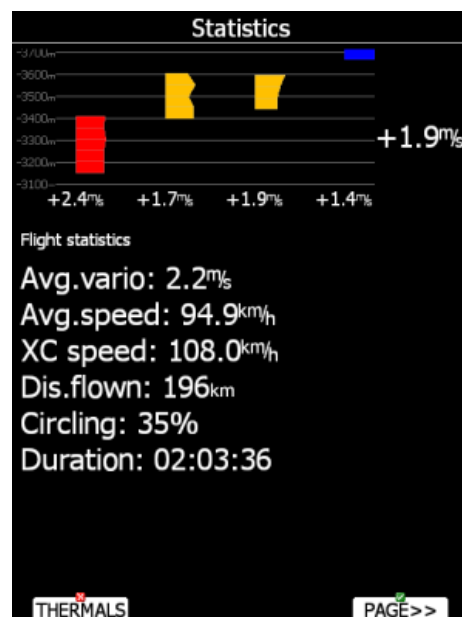 Statistics
-3700m
-3600m
-3500m
-3400m
-3300m
+1.9m/s
-3200m
-3100m
+2.4m/s +1.7m/s +1.9m/s +1.4m/s
Flight statistics
Avg.vario: 2.2m/s
Avg.speed: 94.9km/h
XC speed: 108.0km/h
Dis.flown: 196km
Circling: 35%
Duration: 02:03:36
THERMALS PAGE>>